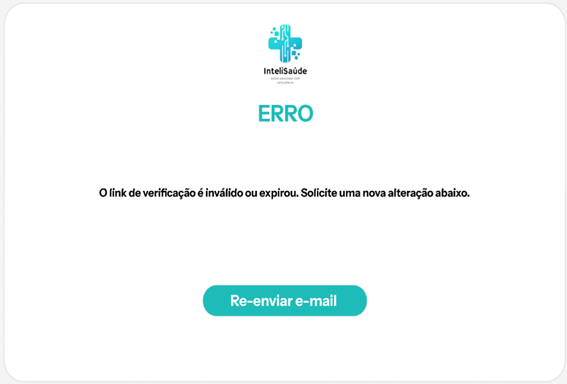 InteliSaúde
ERRO
O link de verificação é inválido ou expirou. Solicite uma nova alteração abaixo.
Re-enviar e-mail